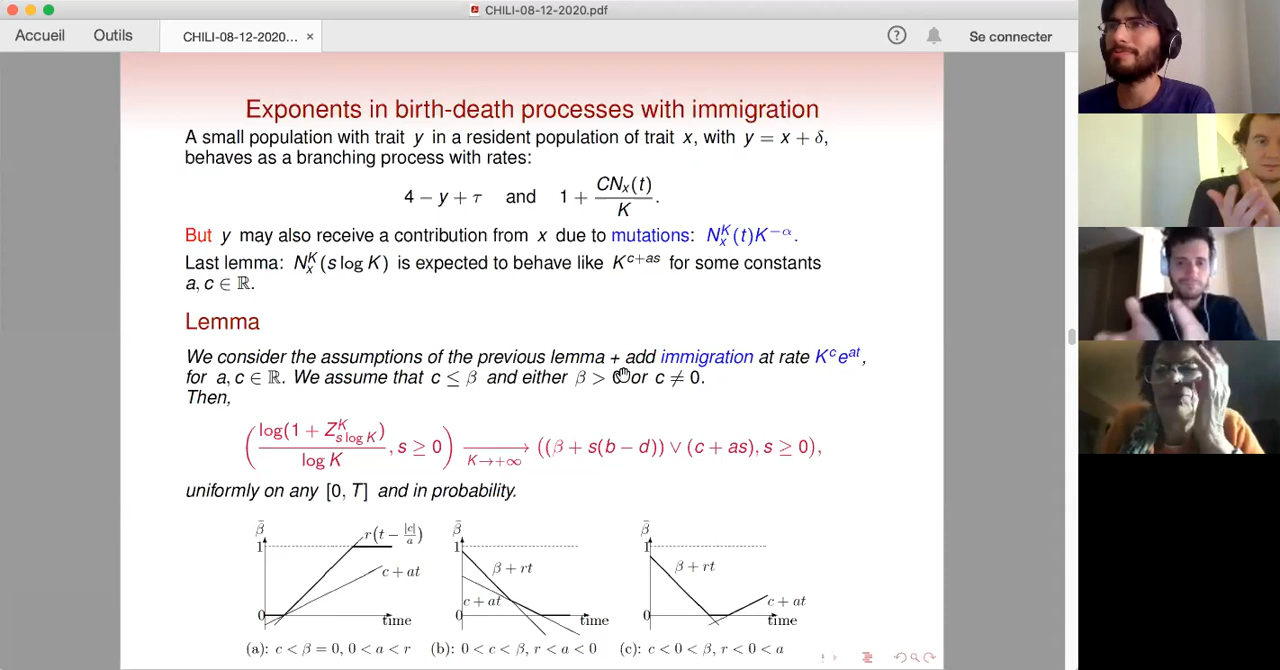 CHILI-08-12-2020.pdf
Accueil Outils CHILI-08-12-2020... × Se connecter
Exponents in birth-death processes with immigration
A small population with trait y in a resident population of trait x, with y = x + δ,
behaves as a branching process with rates:
4 − y + τ and 1 + CN_x(t)/K.
But y may also receive a contribution from x due to mutations: N_x^K(t)K^{−α}.
Last lemma: N_x^K(s log K) is expected to behave like K^{c+as} for some constants
a, c ∈ ℝ.
Lemma
We consider the assumptions of the previous lemma + add immigration at rate K^c e^{at},
for a, c ∈ ℝ. We assume that c ≤ β and either β > 0 or c ≠ 0.
Then,
(log(1 + Z^K_{s log K})/log K, s ≥ 0) ⟶_{K→+∞} ((β + s(b − d)) ∨ (c + as), s ≥ 0),
uniformly on any [0, T] and in probability.
β̄ r(t − |c|/a) 1 c + at 0 time
β̄ 1 β + rt c + at 0 time
β̄ 1 β + rt c + at 0 time
(a): c < β = 0, 0 < a < r (b): 0 < c < β, r < a < 0 (c): c < 0 < β, r < 0 < a